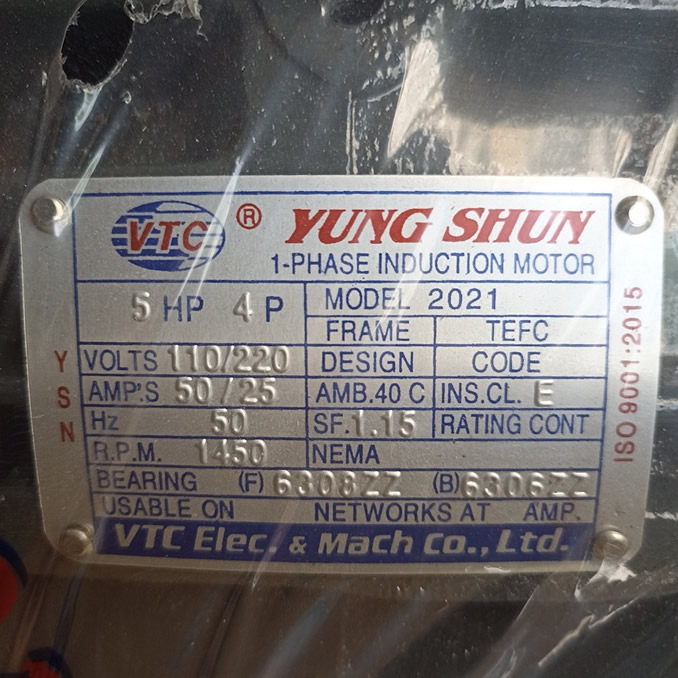 VTC ® YUNG SHUN
1-PHASE INDUCTION MOTOR
5 HP 4 P MODEL 2021
FRAME TEFC
VOLTS 110/220 DESIGN CODE
AMP'S 50/25 AMB.40 C INS.CL. E
Hz 50 SF.1.15 RATING CONT
R.P.M. 1450 NEMA
BEARING (F) 6308ZZ (B) 6306ZZ
USABLE ON NETWORKS AT AMP.
VTC Elec. & Mach Co., Ltd.
YSN
ISO 9001:2015